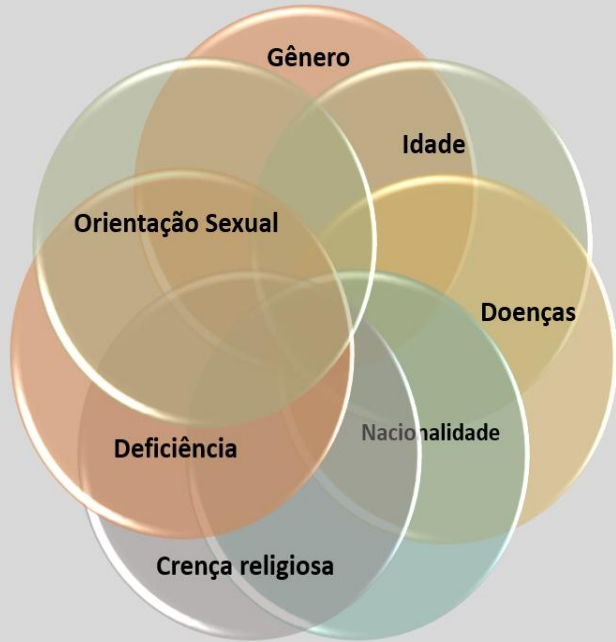 Gênero
Idade
Orientação Sexual
Doenças
Nacionalidade
Deficiência
Crença religiosa